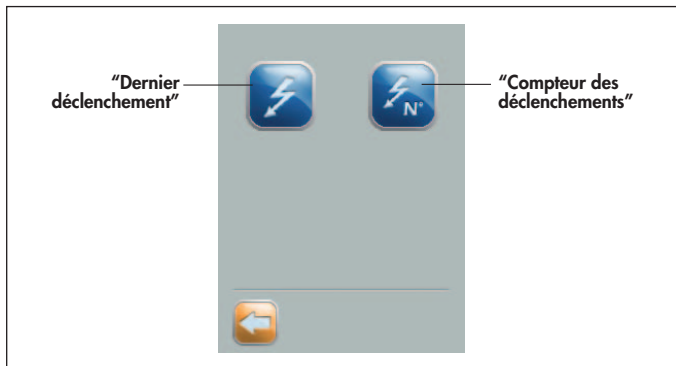 “Dernier
déclenchement”
N°
“Compteur des
déclenchements”